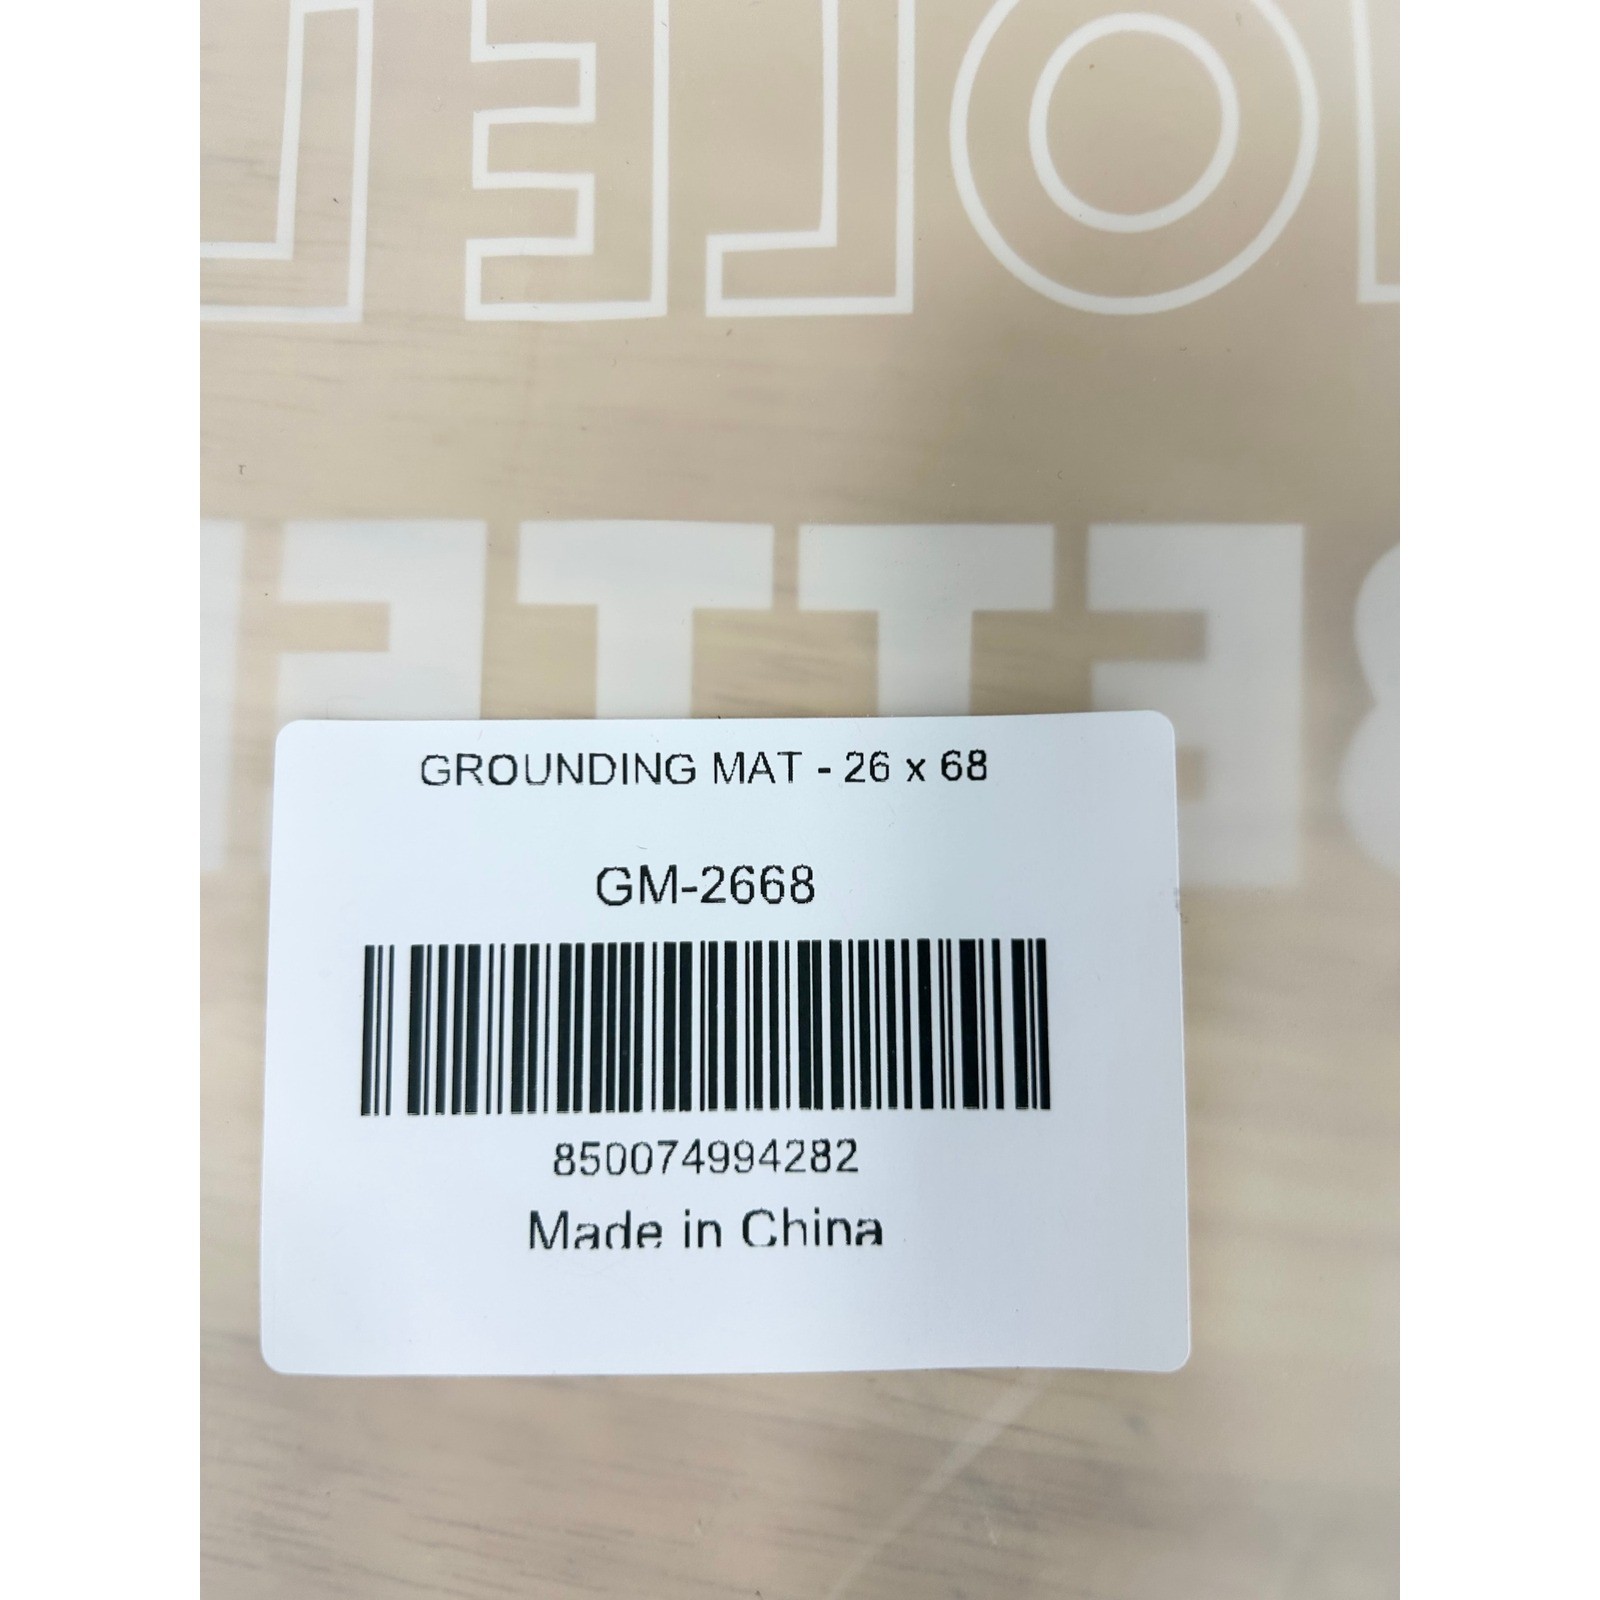 GROUNDING MAT - 26 x 68
GM-2668
850074994282
Made in China